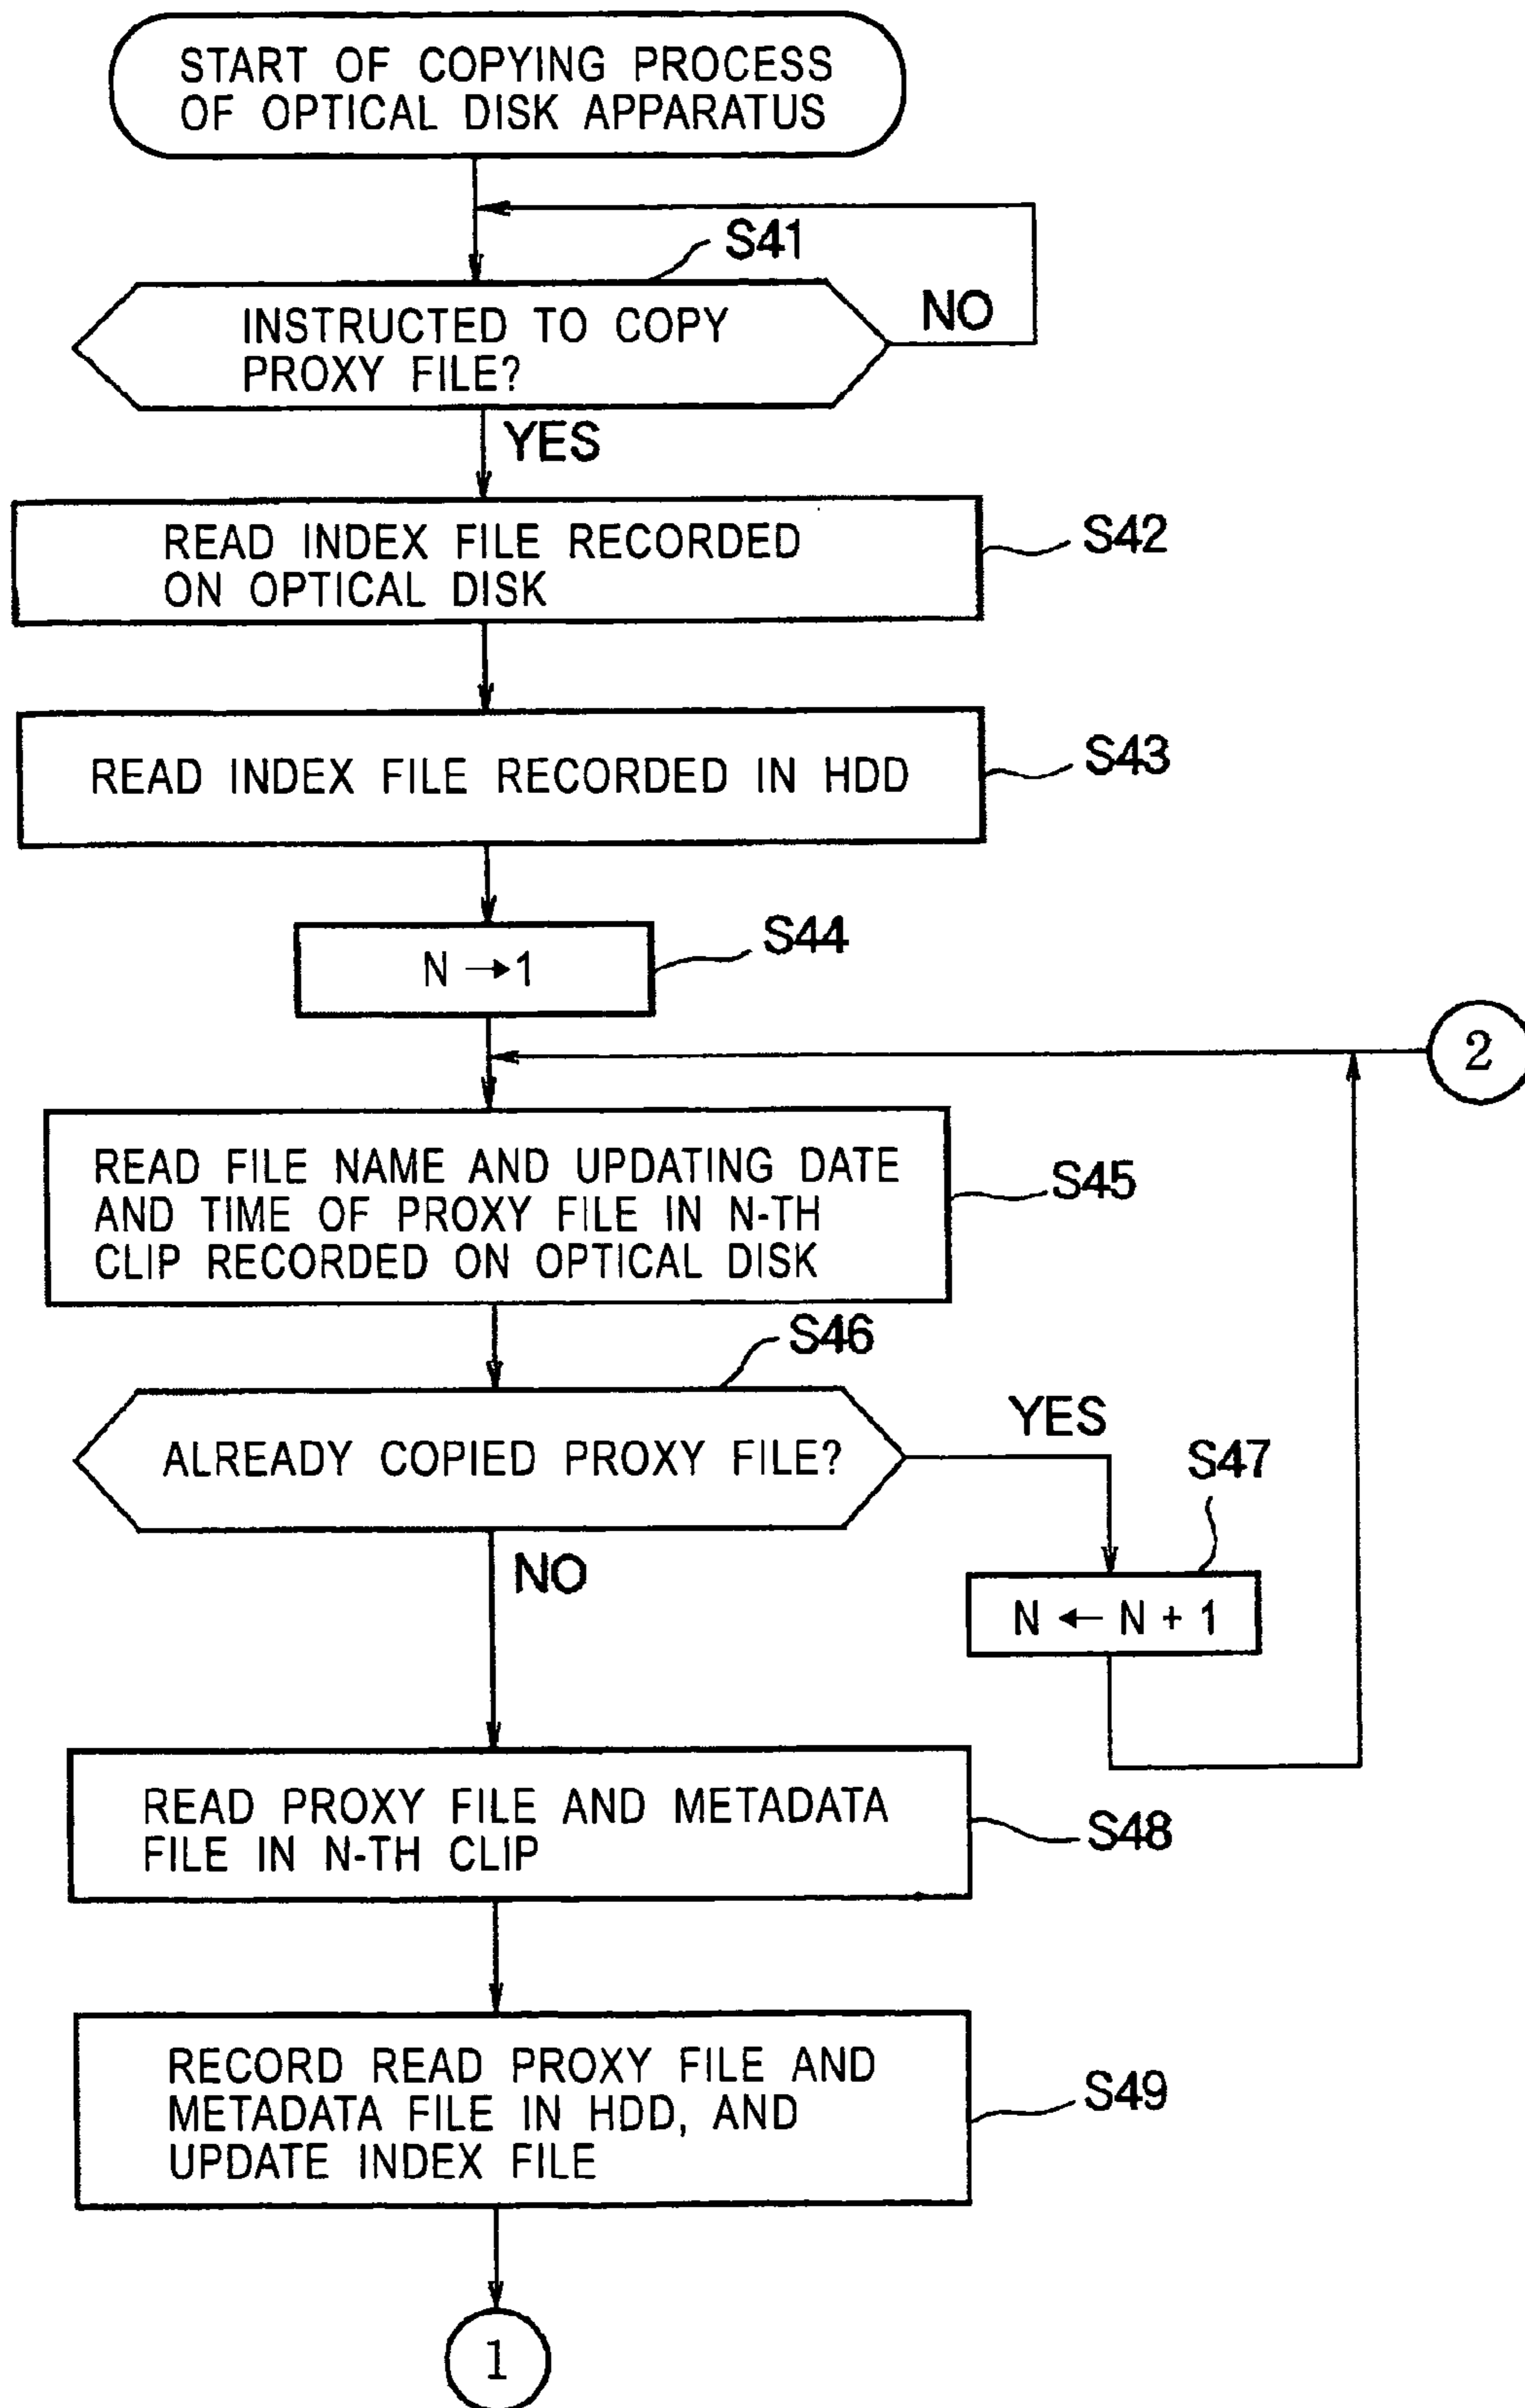 START OF COPYING PROCESS
OF OPTICAL DISK APPARATUS
S41
INSTRUCTED TO COPY
PROXY FILE?
NO
YES
READ INDEX FILE RECORDED
ON OPTICAL DISK
S42
READ INDEX FILE RECORDED IN HDD
S43
N → 1
S44
2
READ FILE NAME AND UPDATING DATE
AND TIME OF PROXY FILE IN N-TH
CLIP RECORDED ON OPTICAL DISK
S45
S46
ALREADY COPIED PROXY FILE?
YES
S47
NO
N ← N + 1
READ PROXY FILE AND METADATA
FILE IN N-TH CLIP
S48
RECORD READ PROXY FILE AND
METADATA FILE IN HDD, AND
UPDATE INDEX FILE
S49
1